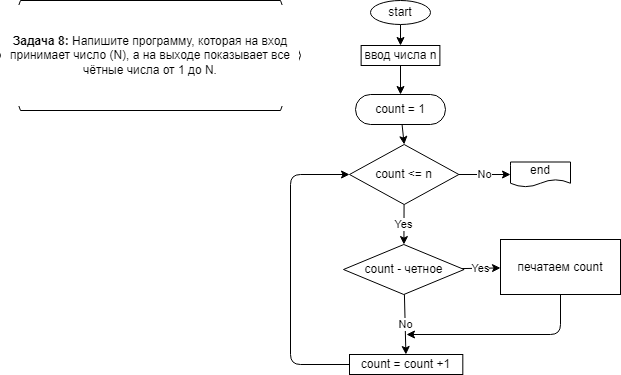 Задача 8: Напишите программу, которая на вход
принимает число (N), а на выходе показывает все
чётные числа от 1 до N.
start
ввод числа n
count = 1
count <= n
No
end
Yes
count - четное
Yes
печатаем count
No
count = count +1